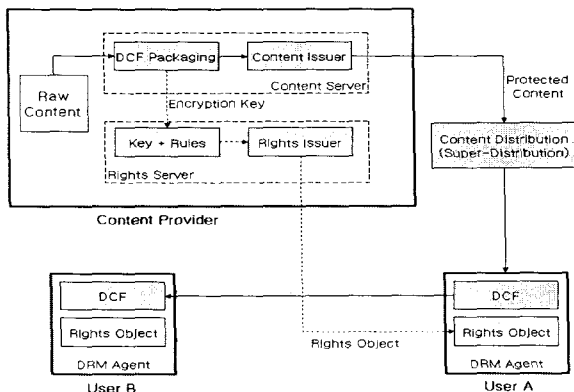 DCF Packaging
Content Issuer
Content Server
Raw
Content
Encryption Key
Key + Rules
Rights Issuer
Rights Server
Content Provider
Protected
Content
Content Distribution
(Super-Distribution)
DCF
Rights Object
DRM Agent
User B
Rights Object
DCF
Rights Object
DRM Agent
User A